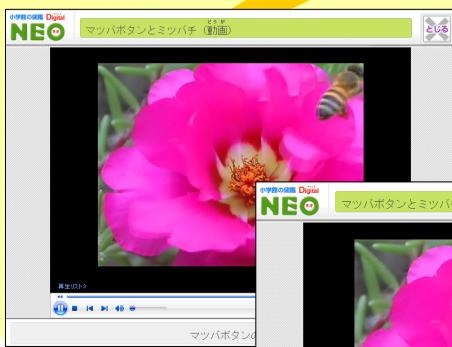 小学館の図鑑 Digital
NEO
マツバボタンとミツバチ（動画）
どうが
とじる
再生リスト3
マツバボタンの
小学館の図鑑 Digital
NEO
マツバボタンとミツバチ